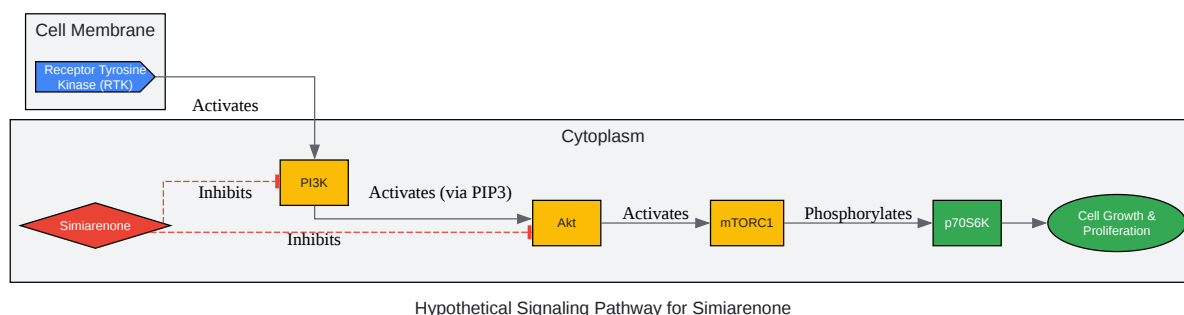 Cell Membrane
Receptor Tyrosine
Kinase (RTK)
Activates
Cytoplasm
PI3K
Inhibits
Activates (via PIP3)
Simiarenone
Inhibits
Akt
Activates
mTORC1
Phosphorylates
p70S6K
Cell Growth &
Proliferation
Hypothetical Signaling Pathway for Simiarenone